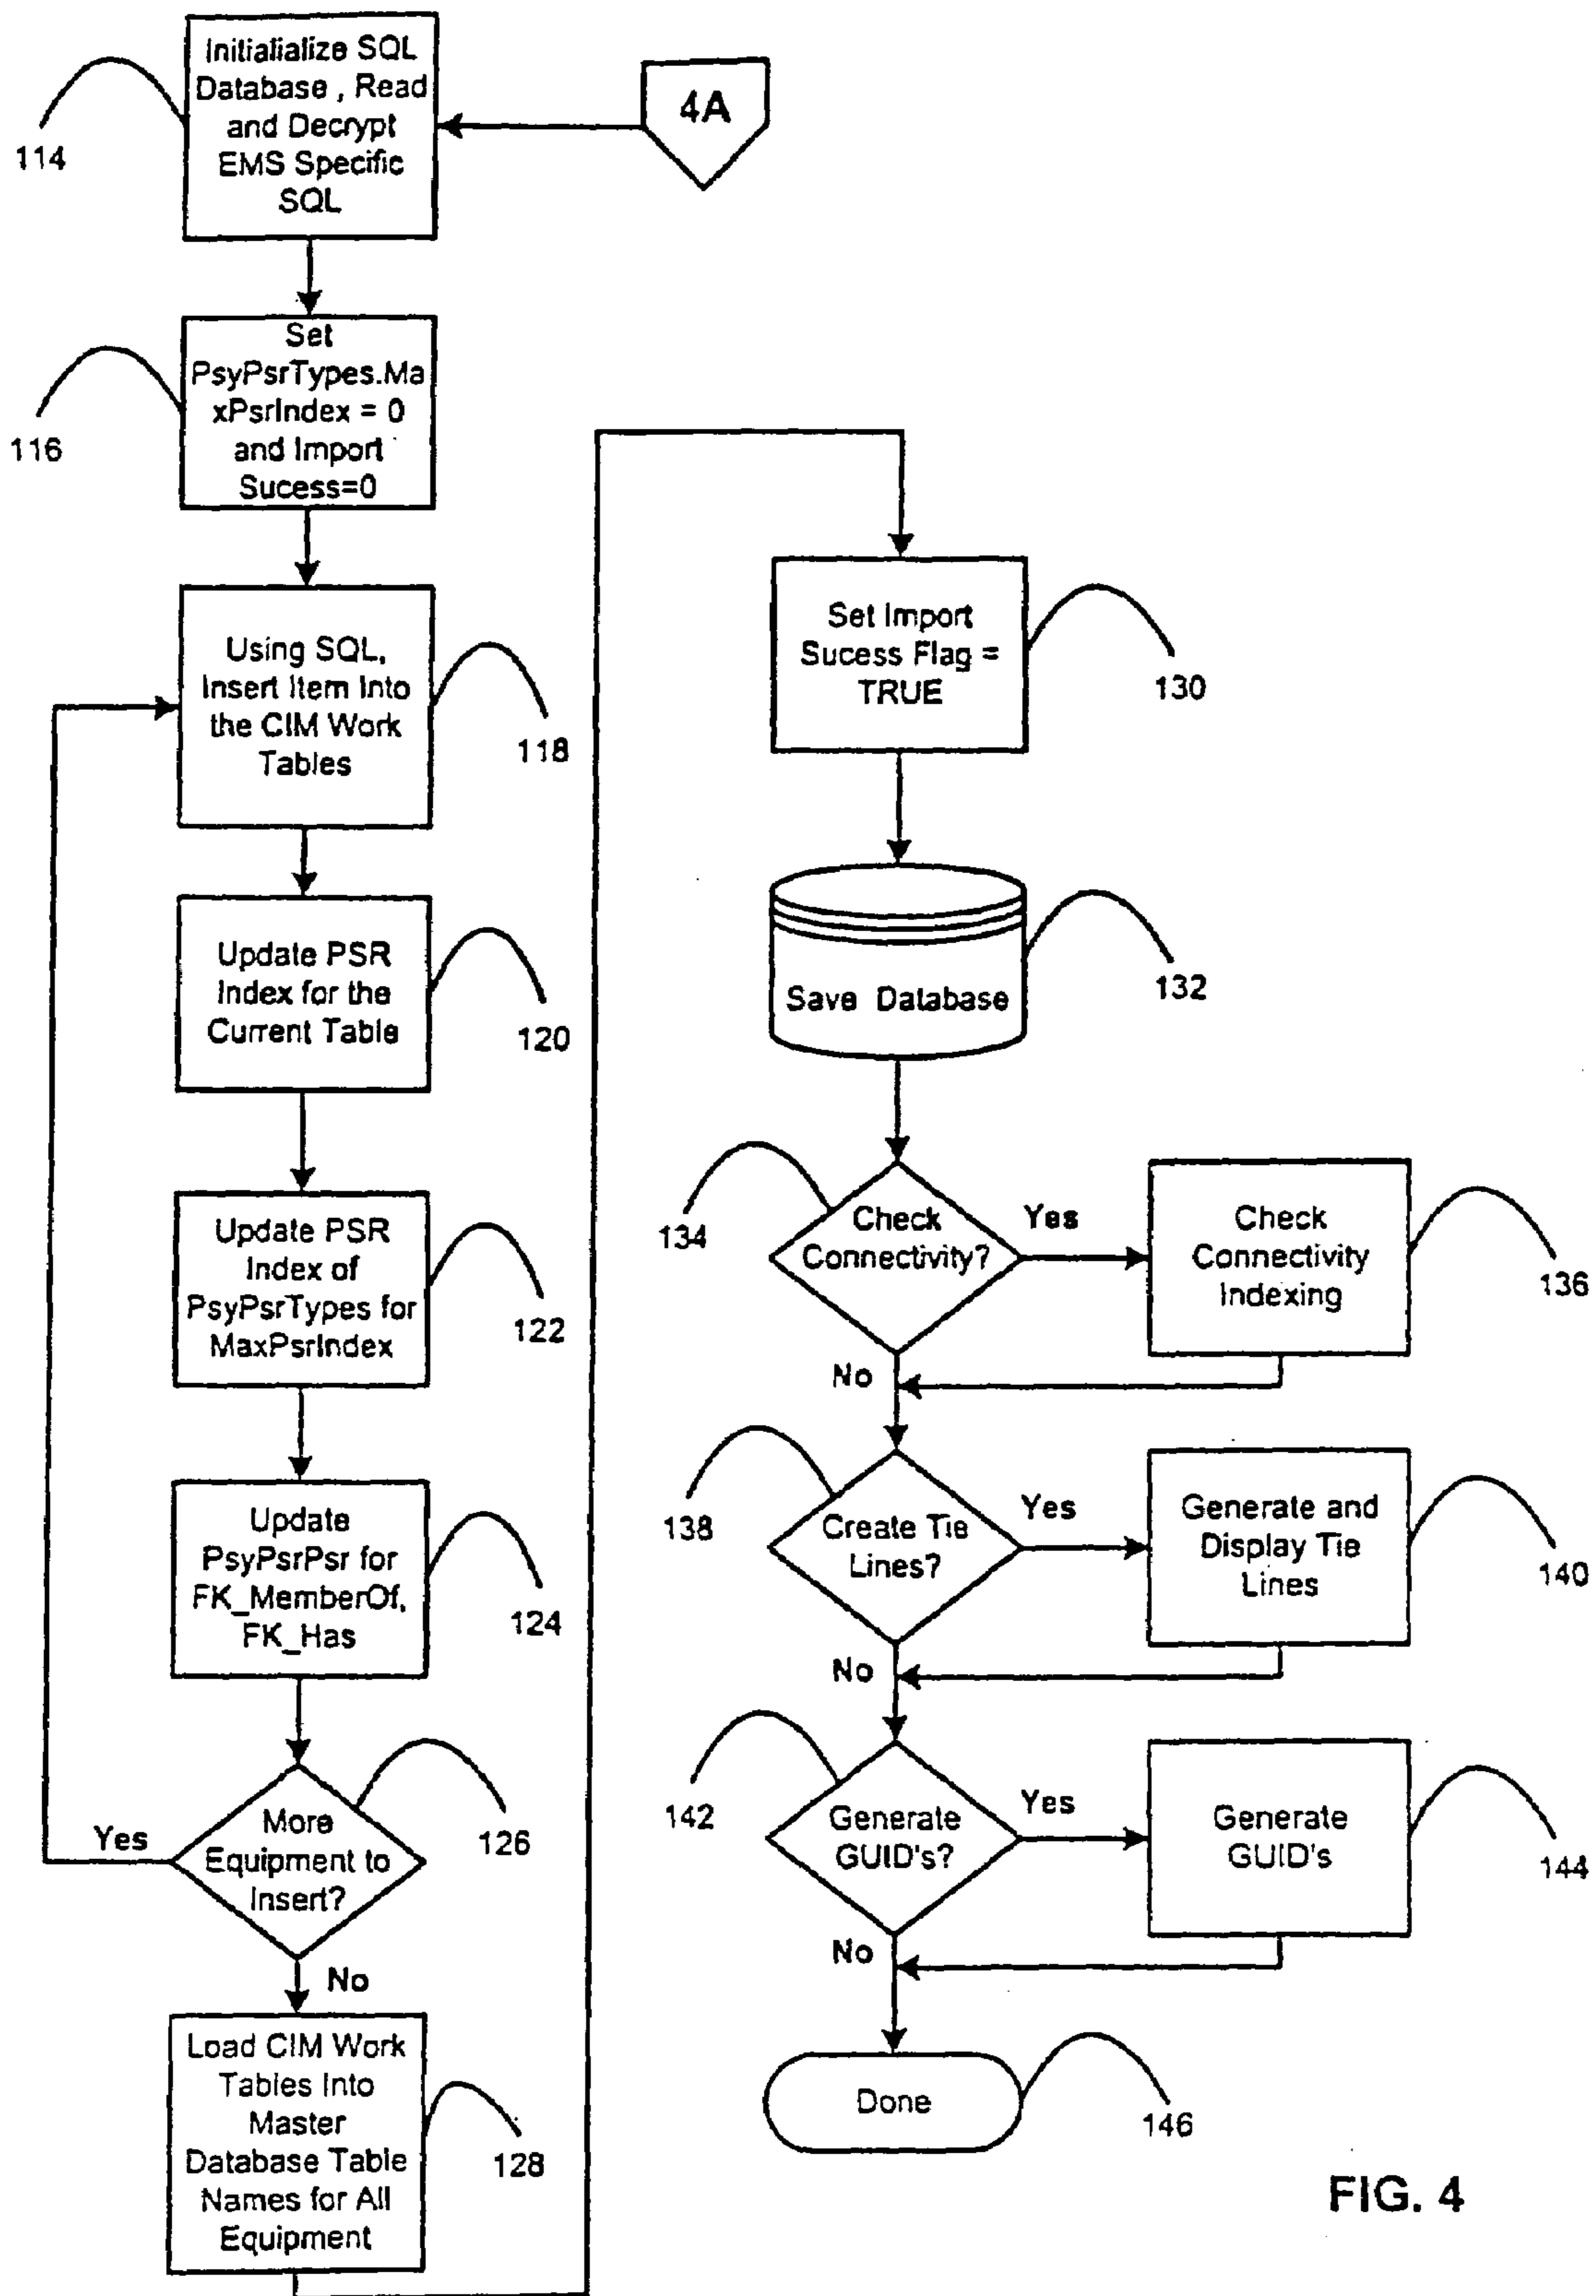 Initialialize SQL
Database , Read
and Decrypt
EMS Specific
SQL
114
4A
Set
PsyPsrTypes.Ma
xPsrIndex = 0
and Import
Sucess=0
116
Using SQL,
Insert Item Into
the CIM Work
Tables
118
Update PSR
Index for the
Current Table
120
Update PSR
Index of
PsyPsrTypes for
MaxPsrIndex
122
Update
PsyPsrPsr for
FK_MemberOf,
FK_Has
124
More
Equipment to
Insert?
126
Yes
No
Load CIM Work
Tables Into
Master
Database Table
Names for All
Equipment
128
Set Import
Sucess Flag =
TRUE
130
Save Database
132
Check
Connectivity?
134
Yes
No
Check
Connectivity
Indexing
136
Create Tie
Lines?
138
Yes
No
Generate and
Display Tie
Lines
140
Generate
GUID's?
142
Yes
No
Generate
GUID's
144
Done
146
FIG. 4